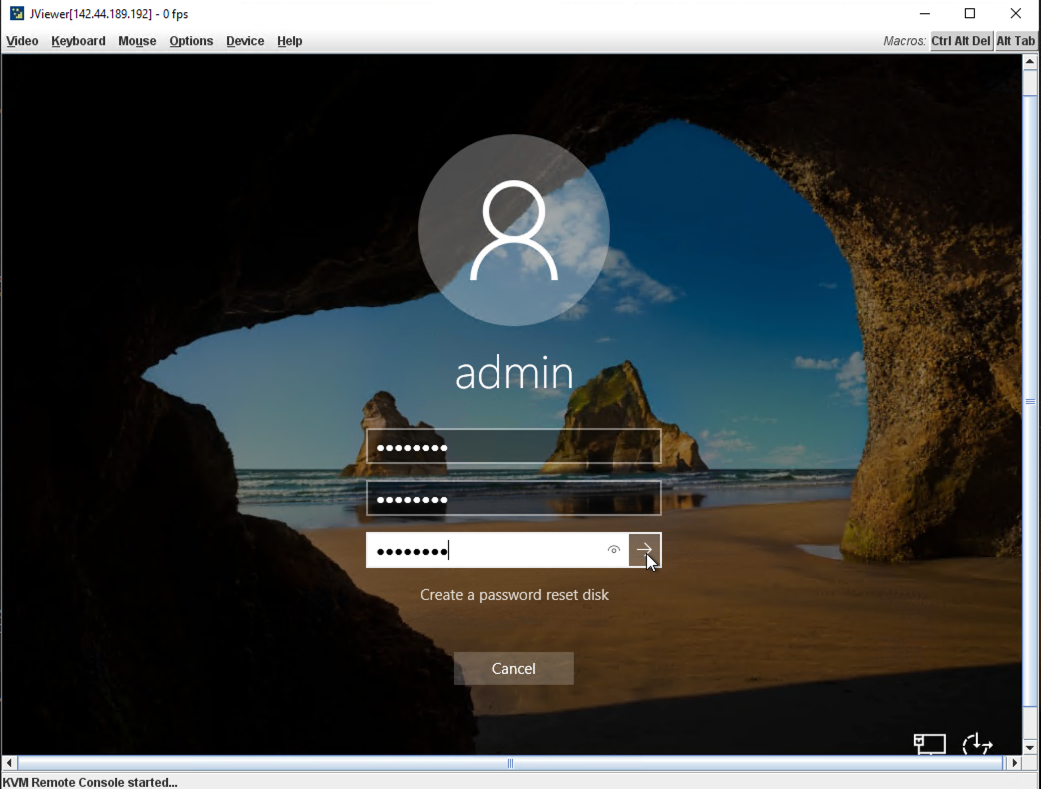 JViewer[142.44.189.192] - 0 fps
Video Keyboard Mouse Options Device Help Macros: Ctrl Alt Del Alt Tab
admin
●●●●●●●●
●●●●●●●●
●●●●●●●●
Create a password reset disk
Cancel
KVM Remote Console started...